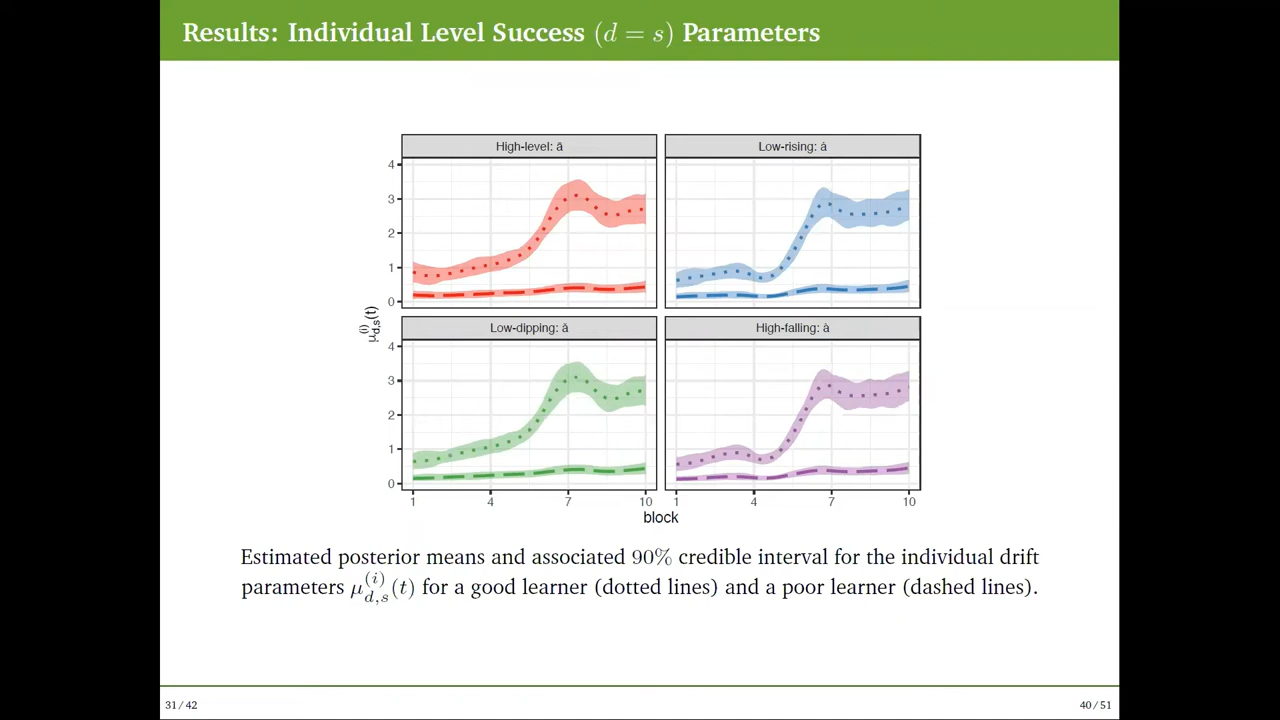 Results: Individual Level Success (d = s) Parameters
High-level: ā
Low-rising: á
4
3
2
1
0
Low-dipping: ǎ
High-falling: à
4
3
2
1
0
μ_{d,s}^{(i)}(t)
1 4 7 10 1 4 7 10
block
Estimated posterior means and associated 90% credible interval for the individual drift
parameters μ_{d,s}^{(i)}(t) for a good learner (dotted lines) and a poor learner (dashed lines).
31 / 42
40 / 51